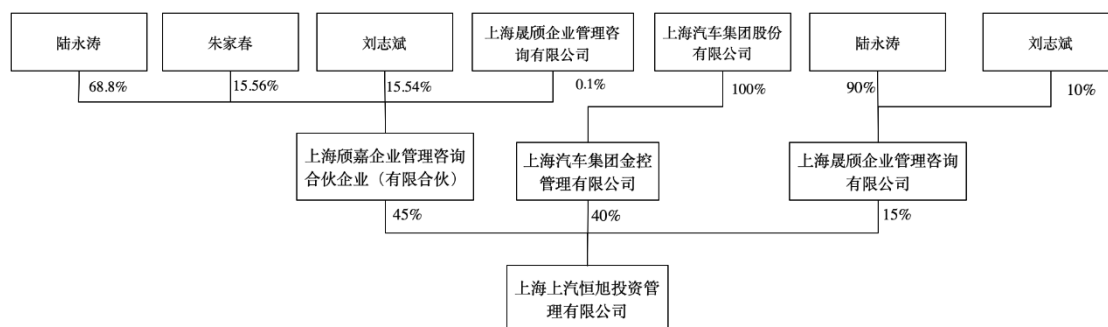 陆永涛
朱家春
刘志斌
上海晟颀企业管理咨
询有限公司
上海汽车集团股份
有限公司
陆永涛
刘志斌
68.8%
15.56%
15.54%
0.1%
100%
90%
10%
上海颀嘉企业管理咨询
合伙企业（有限合伙）
上海汽车集团金控
管理有限公司
上海晟颀企业管理咨询
有限公司
45%
40%
15%
上海上汽恒旭投资管
理有限公司